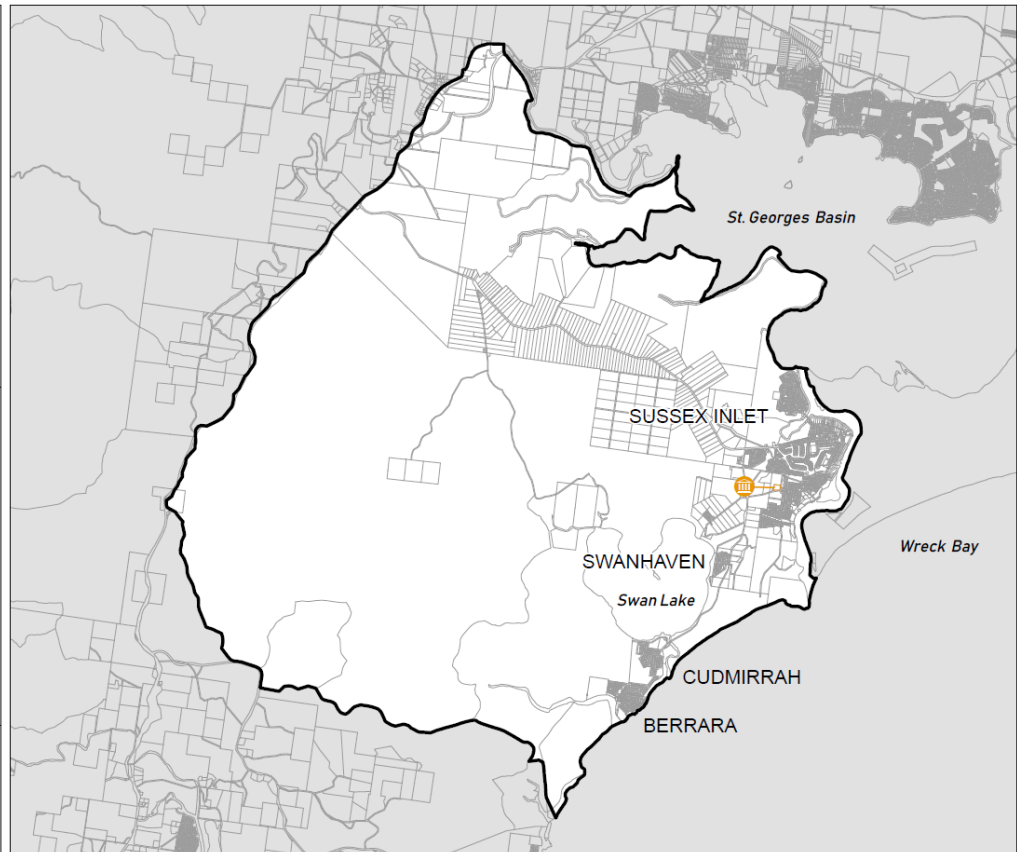 St. Georges Basin
SUSSEX INLET
Wreck Bay
SWANHAVEN
Swan Lake
CUDMIRRAH
BERRARA